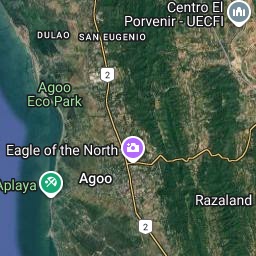 Centro El
Porvenir - UECFI
DULAO
SAN EUGENIO
2
Agoo
Eco Park
Eagle of the North
Aplaya
Agoo
Razaland
2